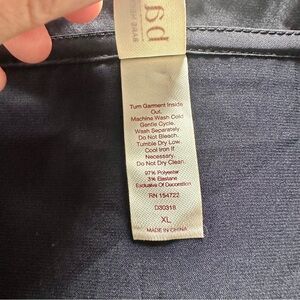 Turn Garment Inside
Out.
Machine Wash Cold
Gentle Cycle.
Wash Separately.
Do Not Bleach.
Tumble Dry Low.
Cool Iron If
Necessary.
Do Not Dry Clean.
97% Polyester
3% Elastane
Exclusive Of Decoration
RN 154722
D30318
XL
MADE IN CHINA